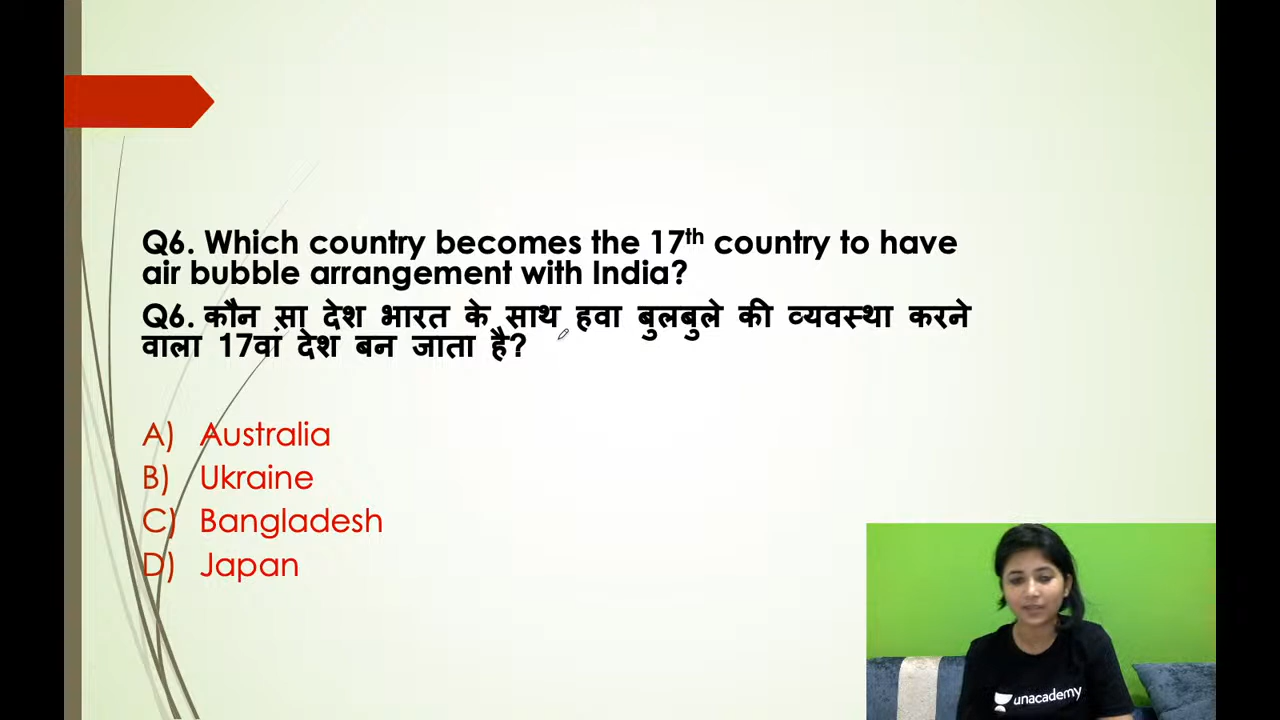 Q6. Which country becomes the 17th country to have
air bubble arrangement with India?
Q6. कौन सा देश भारत के साथ हवा बुलबुले की व्यवस्था करने
वाला 17वां देश बन जाता है?
A) Australia
B) Ukraine
C) Bangladesh
D) Japan
unacademy